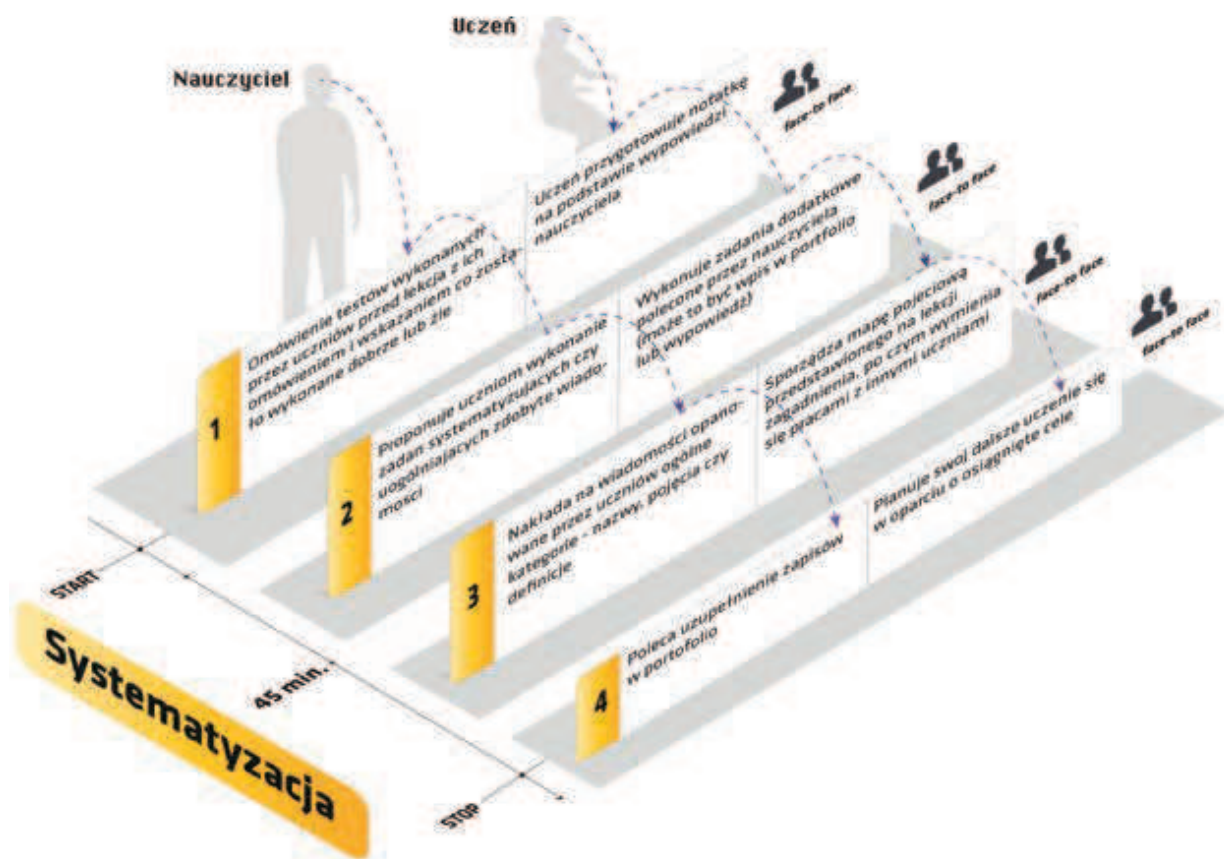 Uczeń
Nauczyciel
1
Omówienie testów wykonanych
przez uczniów przed lekcją z ich
omówieniem i wskazaniem co zosta-
ło wykonane dobrze lub źle
Uczeń przygotowuje notatkę
na podstawie wypowiedzi
nauczyciela
face-to face
2
Proponuje uczniom wykonanie
zadań systematyzujących czy
uogólniających zdobyte wiado-
mosci
Wykonuje zadania dodatkowe
polecone przez nauczyciela
(może to być wpis w portfolio
lub wypowiedź)
face-to face
3
Nakłada na wiadomości opano-
wane przez uczniów ogólne
kategorie - nazwy, pojęcia czy
definicje
Sporządza mapę pojeciową
przedstawionego na lekcji
zagadnienia, po czym wymienia
się pracami z innymi uczniami
face-to face
4
Poleca uzupełnienie zapisów
w portofolio
Planuje swój dalsze uczenie się
w oparciu o osiągnięte cele
face-to face
START
45 min.
STOP
Systematyzacja